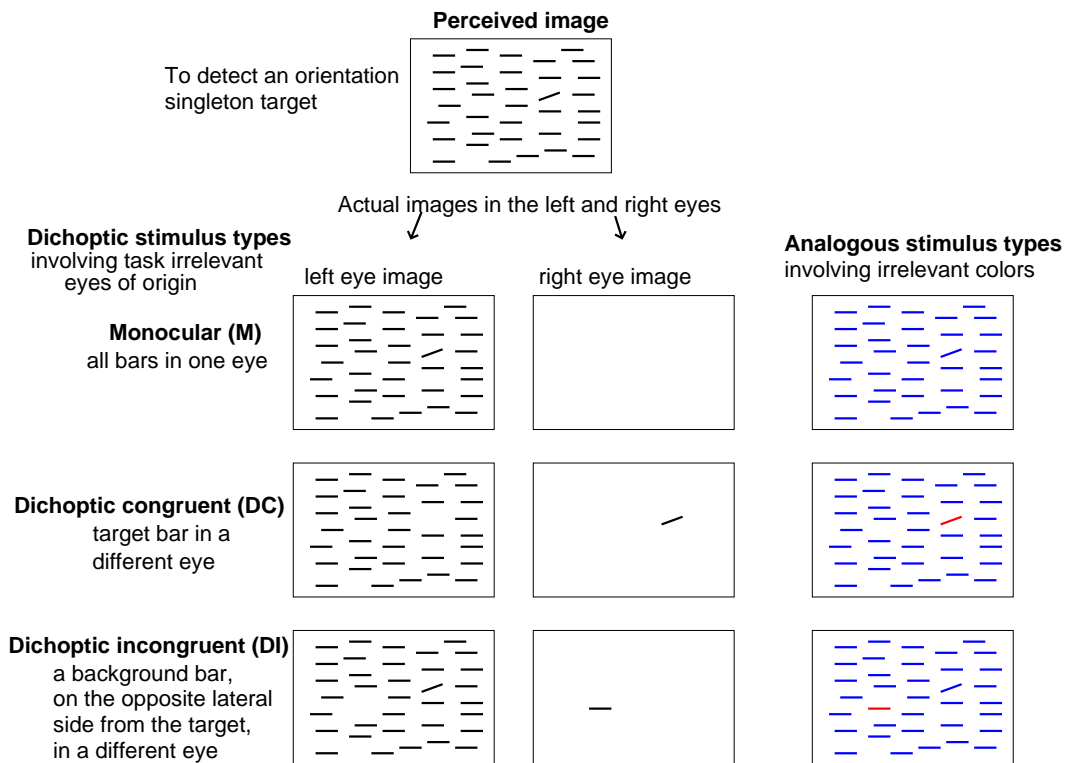 Perceived image
To detect an orientation
singleton target
Actual images in the left and right eyes
Dichoptic stimulus types
involving task irrelevant
eyes of origin
left eye image
right eye image
Analogous stimulus types
involving irrelevant colors
Monocular (M)
all bars in one eye
Dichoptic congruent (DC)
target bar in a
different eye
Dichoptic incongruent (DI)
a background bar,
on the opposite lateral
side from the target,
in a different eye